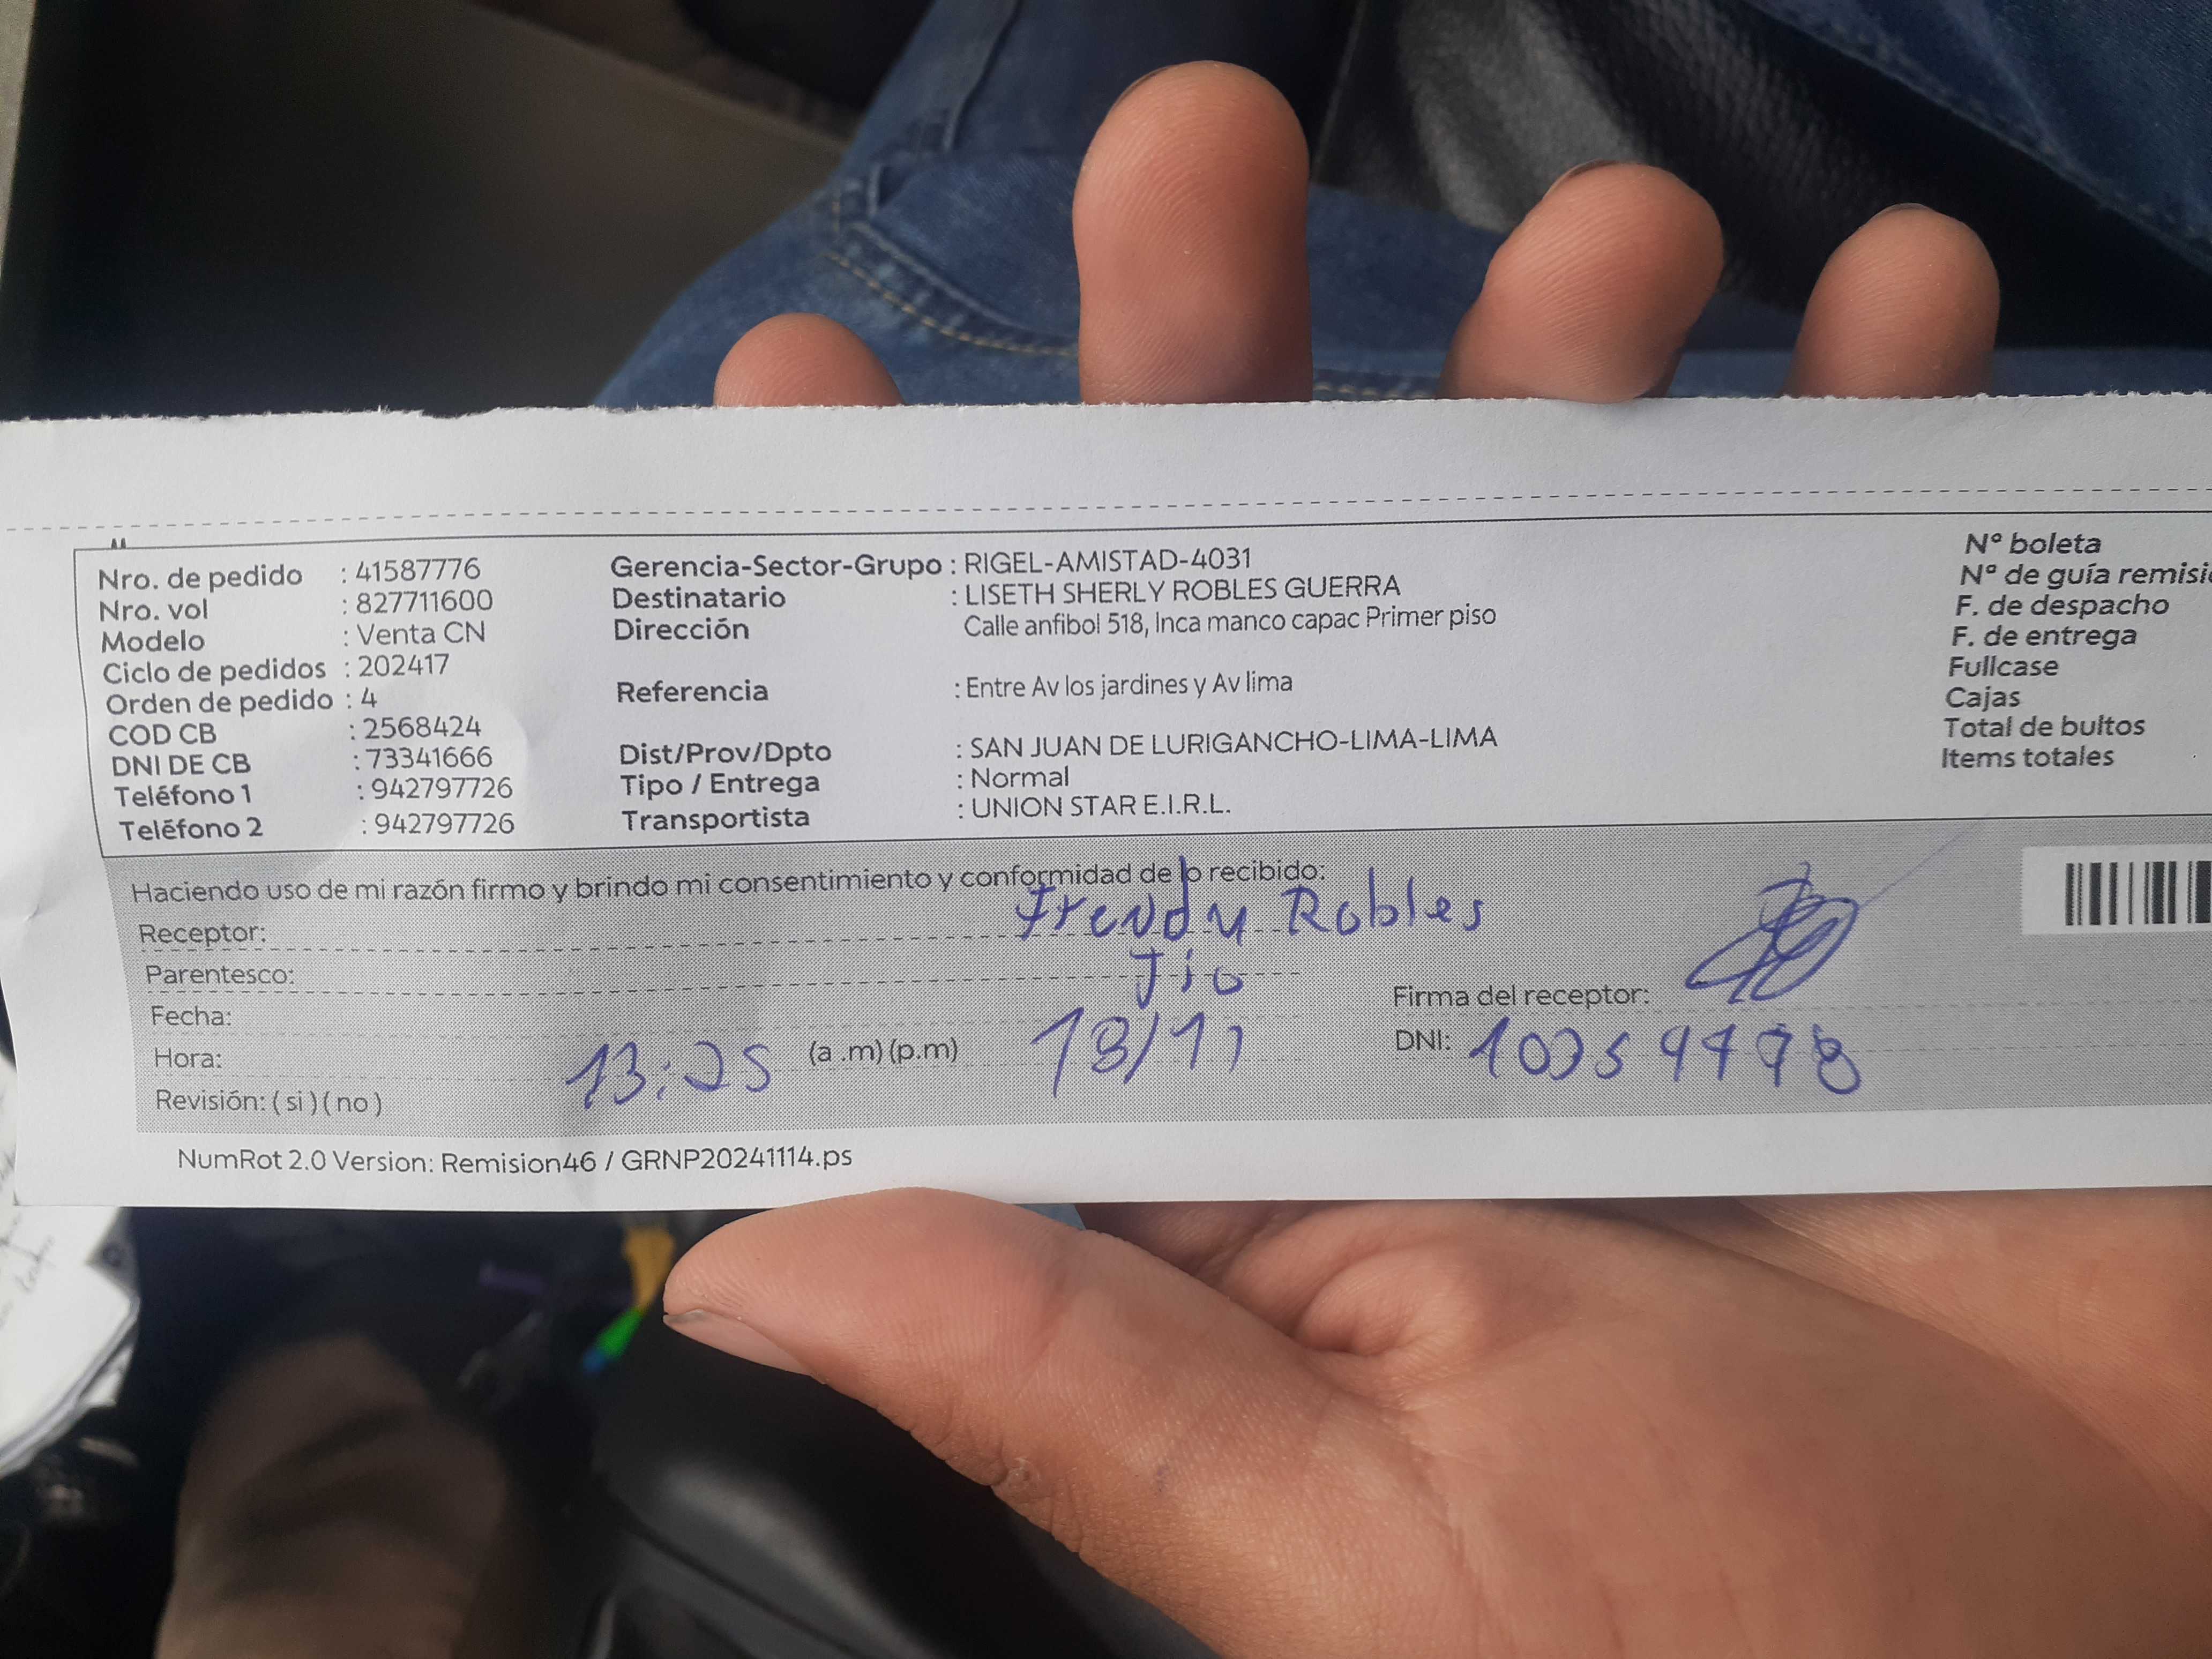 Nro. de pedido : 41587776
Nro. vol : 827711600
Modelo : Venta CN
Ciclo de pedidos : 202417
Orden de pedido : 4
COD CB : 2568424
DNI DE CB : 73341666
Teléfono 1 : 942797726
Teléfono 2 : 942797726
Gerencia-Sector-Grupo : RIGEL-AMISTAD-4031
Destinatario : LISETH SHERLY ROBLES GUERRA
Dirección Calle anfibol 518, Inca manco capac Primer piso
Referencia : Entre Av los jardines y Av lima
Dist/Prov/Dpto : SAN JUAN DE LURIGANCHO-LIMA-LIMA
Tipo / Entrega : Normal
Transportista : UNION STAR E.I.R.L.
Nº boleta
Nº de guía
F. de despacho
F. de entrega
Fullcase
Cajas
Total de bultos
Items totales
Haciendo uso de mi razón firmo y brindo mi consentimiento y conformidad de lo recibido:
Receptor: Fredy Robles
Parentesco: Tio
Fecha: 18/11
Hora: 13:25 (a .m) (p.m)
Revisión: ( si ) ( no )
Firma del receptor:
DNI:
NumRot 2.0 Version: Remision46 / GRNP20241114.ps